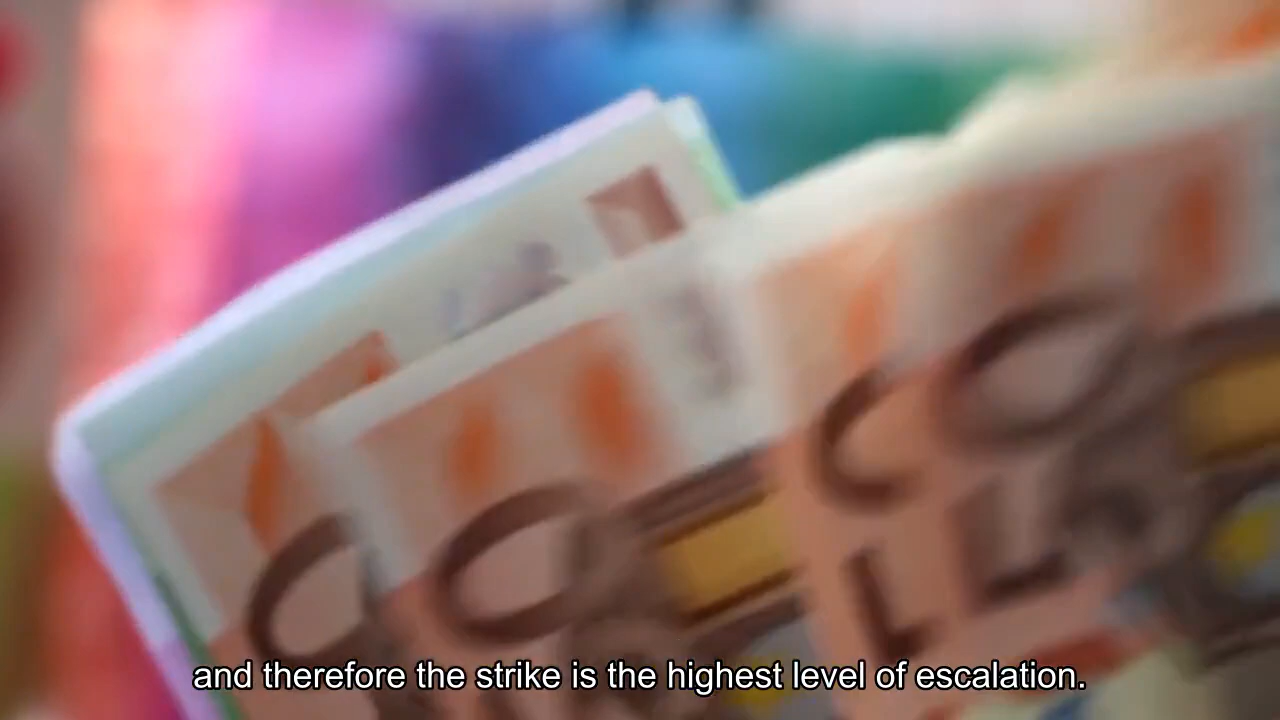 and therefore the strike is the highest level of escalation.